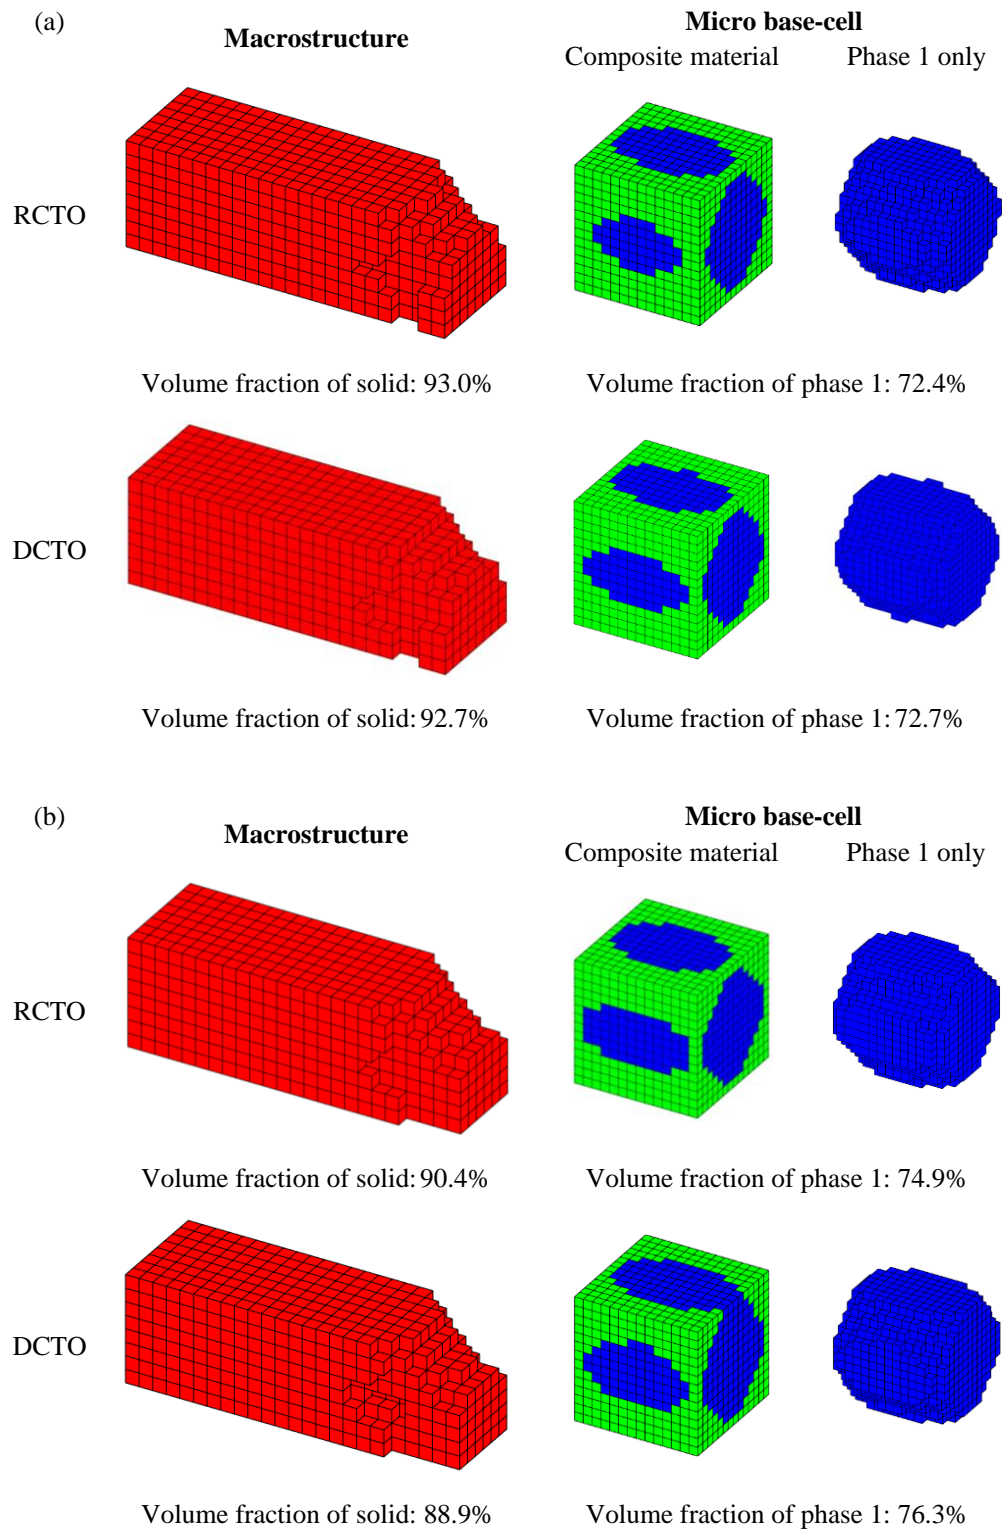 (a)
Macrostructure
Micro base-cell
Composite material Phase 1 only
RCTO
Volume fraction of solid: 93.0% Volume fraction of phase 1: 72.4%
DCTO
Volume fraction of solid: 92.7% Volume fraction of phase 1: 72.7%
(b)
Macrostructure
Micro base-cell
Composite material Phase 1 only
RCTO
Volume fraction of solid: 90.4% Volume fraction of phase 1: 74.9%
DCTO
Volume fraction of solid: 88.9% Volume fraction of phase 1: 76.3%